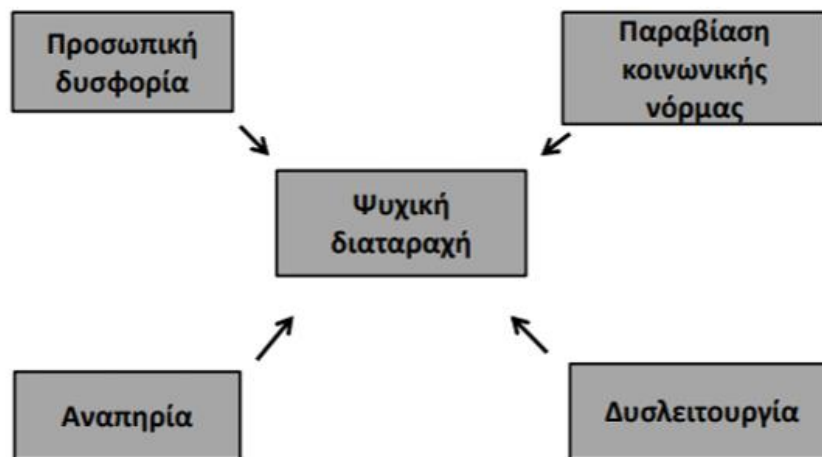 Προσωπική
δυσφορία
Παραβίαση
κοινωνικής
νόρμας
Ψυχική
διαταραχή
Αναπηρία
Δυσλειτουργία